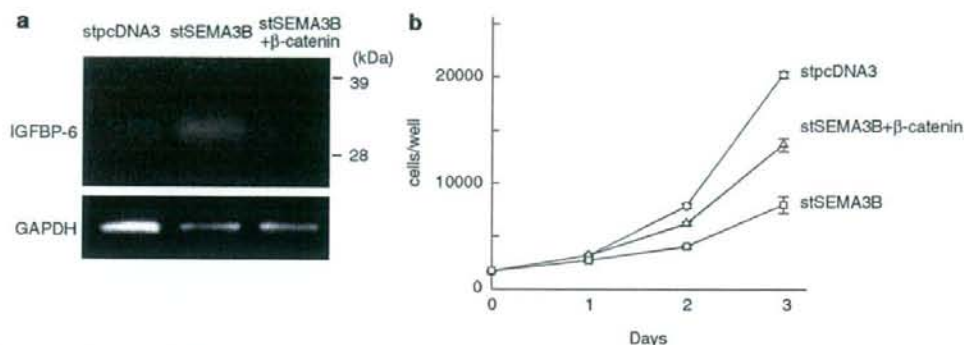 a
stpcDNA3 stSEMA3B stSEMA3B
+β-catenin
(kDa)
39
IGFBP-6
28
GAPDH
b
20000
10000
0
cells/well
stpcDNA3
stSEMA3B+β-catenin
stSEMA3B
0 1 2 3
Days